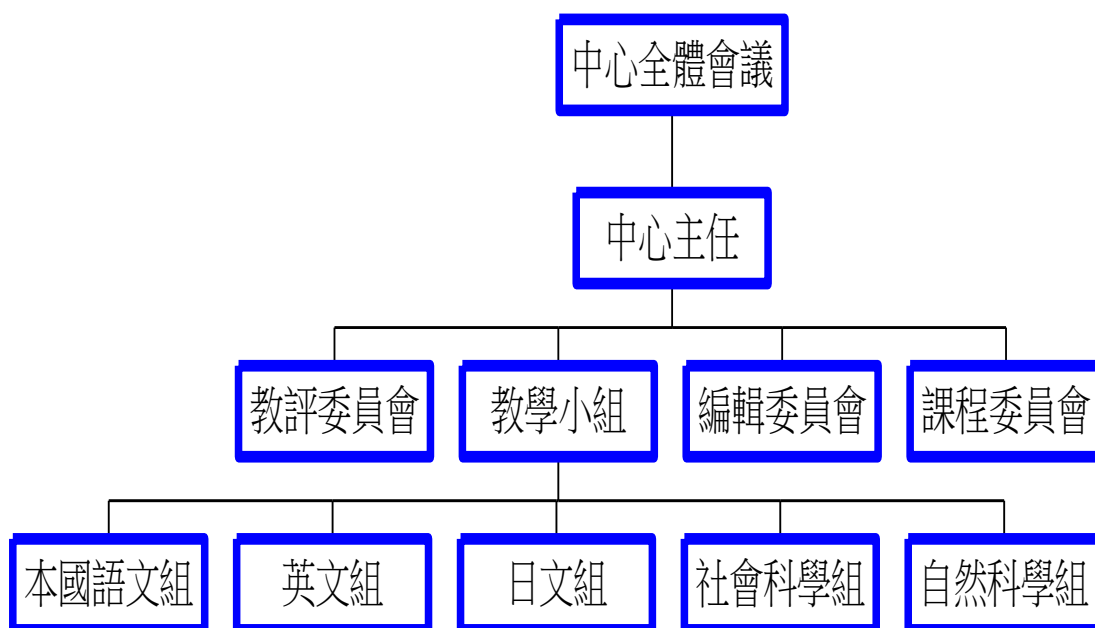 中心全體會議
中心主任
教評委員會
教學小組
編輯委員會
課程委員會
本國語文組
英文組
日文組
社會科學組
自然科學組